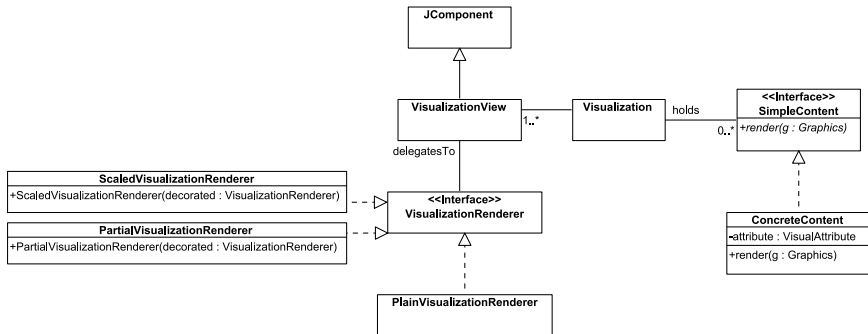 JComponent
VisualizationView
1..*
Visualization
holds
0..*
<<Interface>>
SimpleContent
+render(g : Graphics)
delegatesTo
ScaledVisualizationRenderer
+ScaledVisualizationRenderer(decorated : VisualizationRenderer)
PartialVisualizationRenderer
+PartialVisualizationRenderer(decorated : VisualizationRenderer)
<<Interface>>
VisualizationRenderer
ConcreteContent
-attribute : VisualAttribute
+render(g : Graphics)
PlainVisualizationRenderer